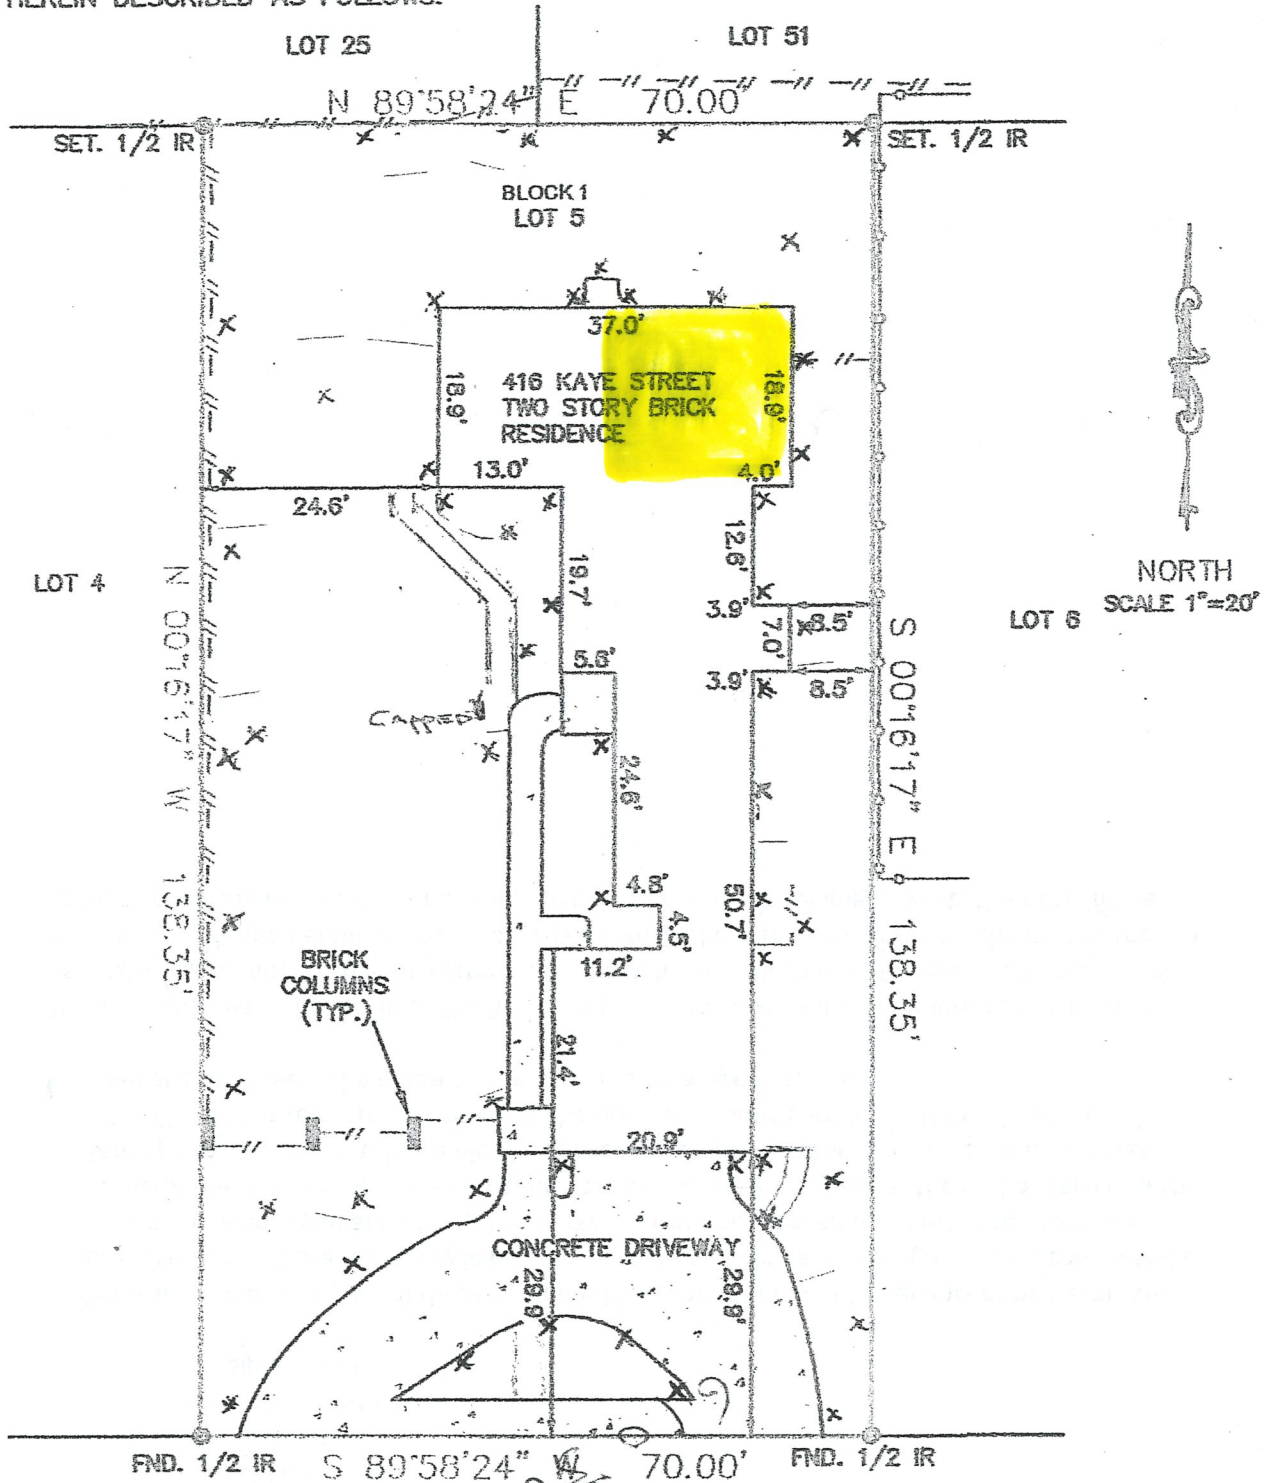 HEREIN DESCRIBED AS FOLLOWS:
LOT 25
LOT 51
N 89°58'24" E 70.00'
SET. 1/2 IR
SET. 1/2 IR
BLOCK 1
LOT 5
37.0'
18.9'
416 KAYE STREET
TWO STORY BRICK
RESIDENCE
18.9'
13.0'
4.0'
24.6'
12.6'
19.7'
NORTH
SCALE 1"=20'
LOT 4
LOT 6
3.9'
8.5'
7.0'
N 00°16'17" W 138.35'
S 00°16'17" E 138.35'
3.9'
8.5'
CAPPED
24.6'
4.8'
4.5'
50.7'
11.2'
BRICK
COLUMNS
(TYP.)
21.4'
20.9'
CONCRETE DRIVEWAY
29.9'
29.9'
FND. 1/2 IR
S 89°58'24" W 70.00'
FND. 1/2 IR